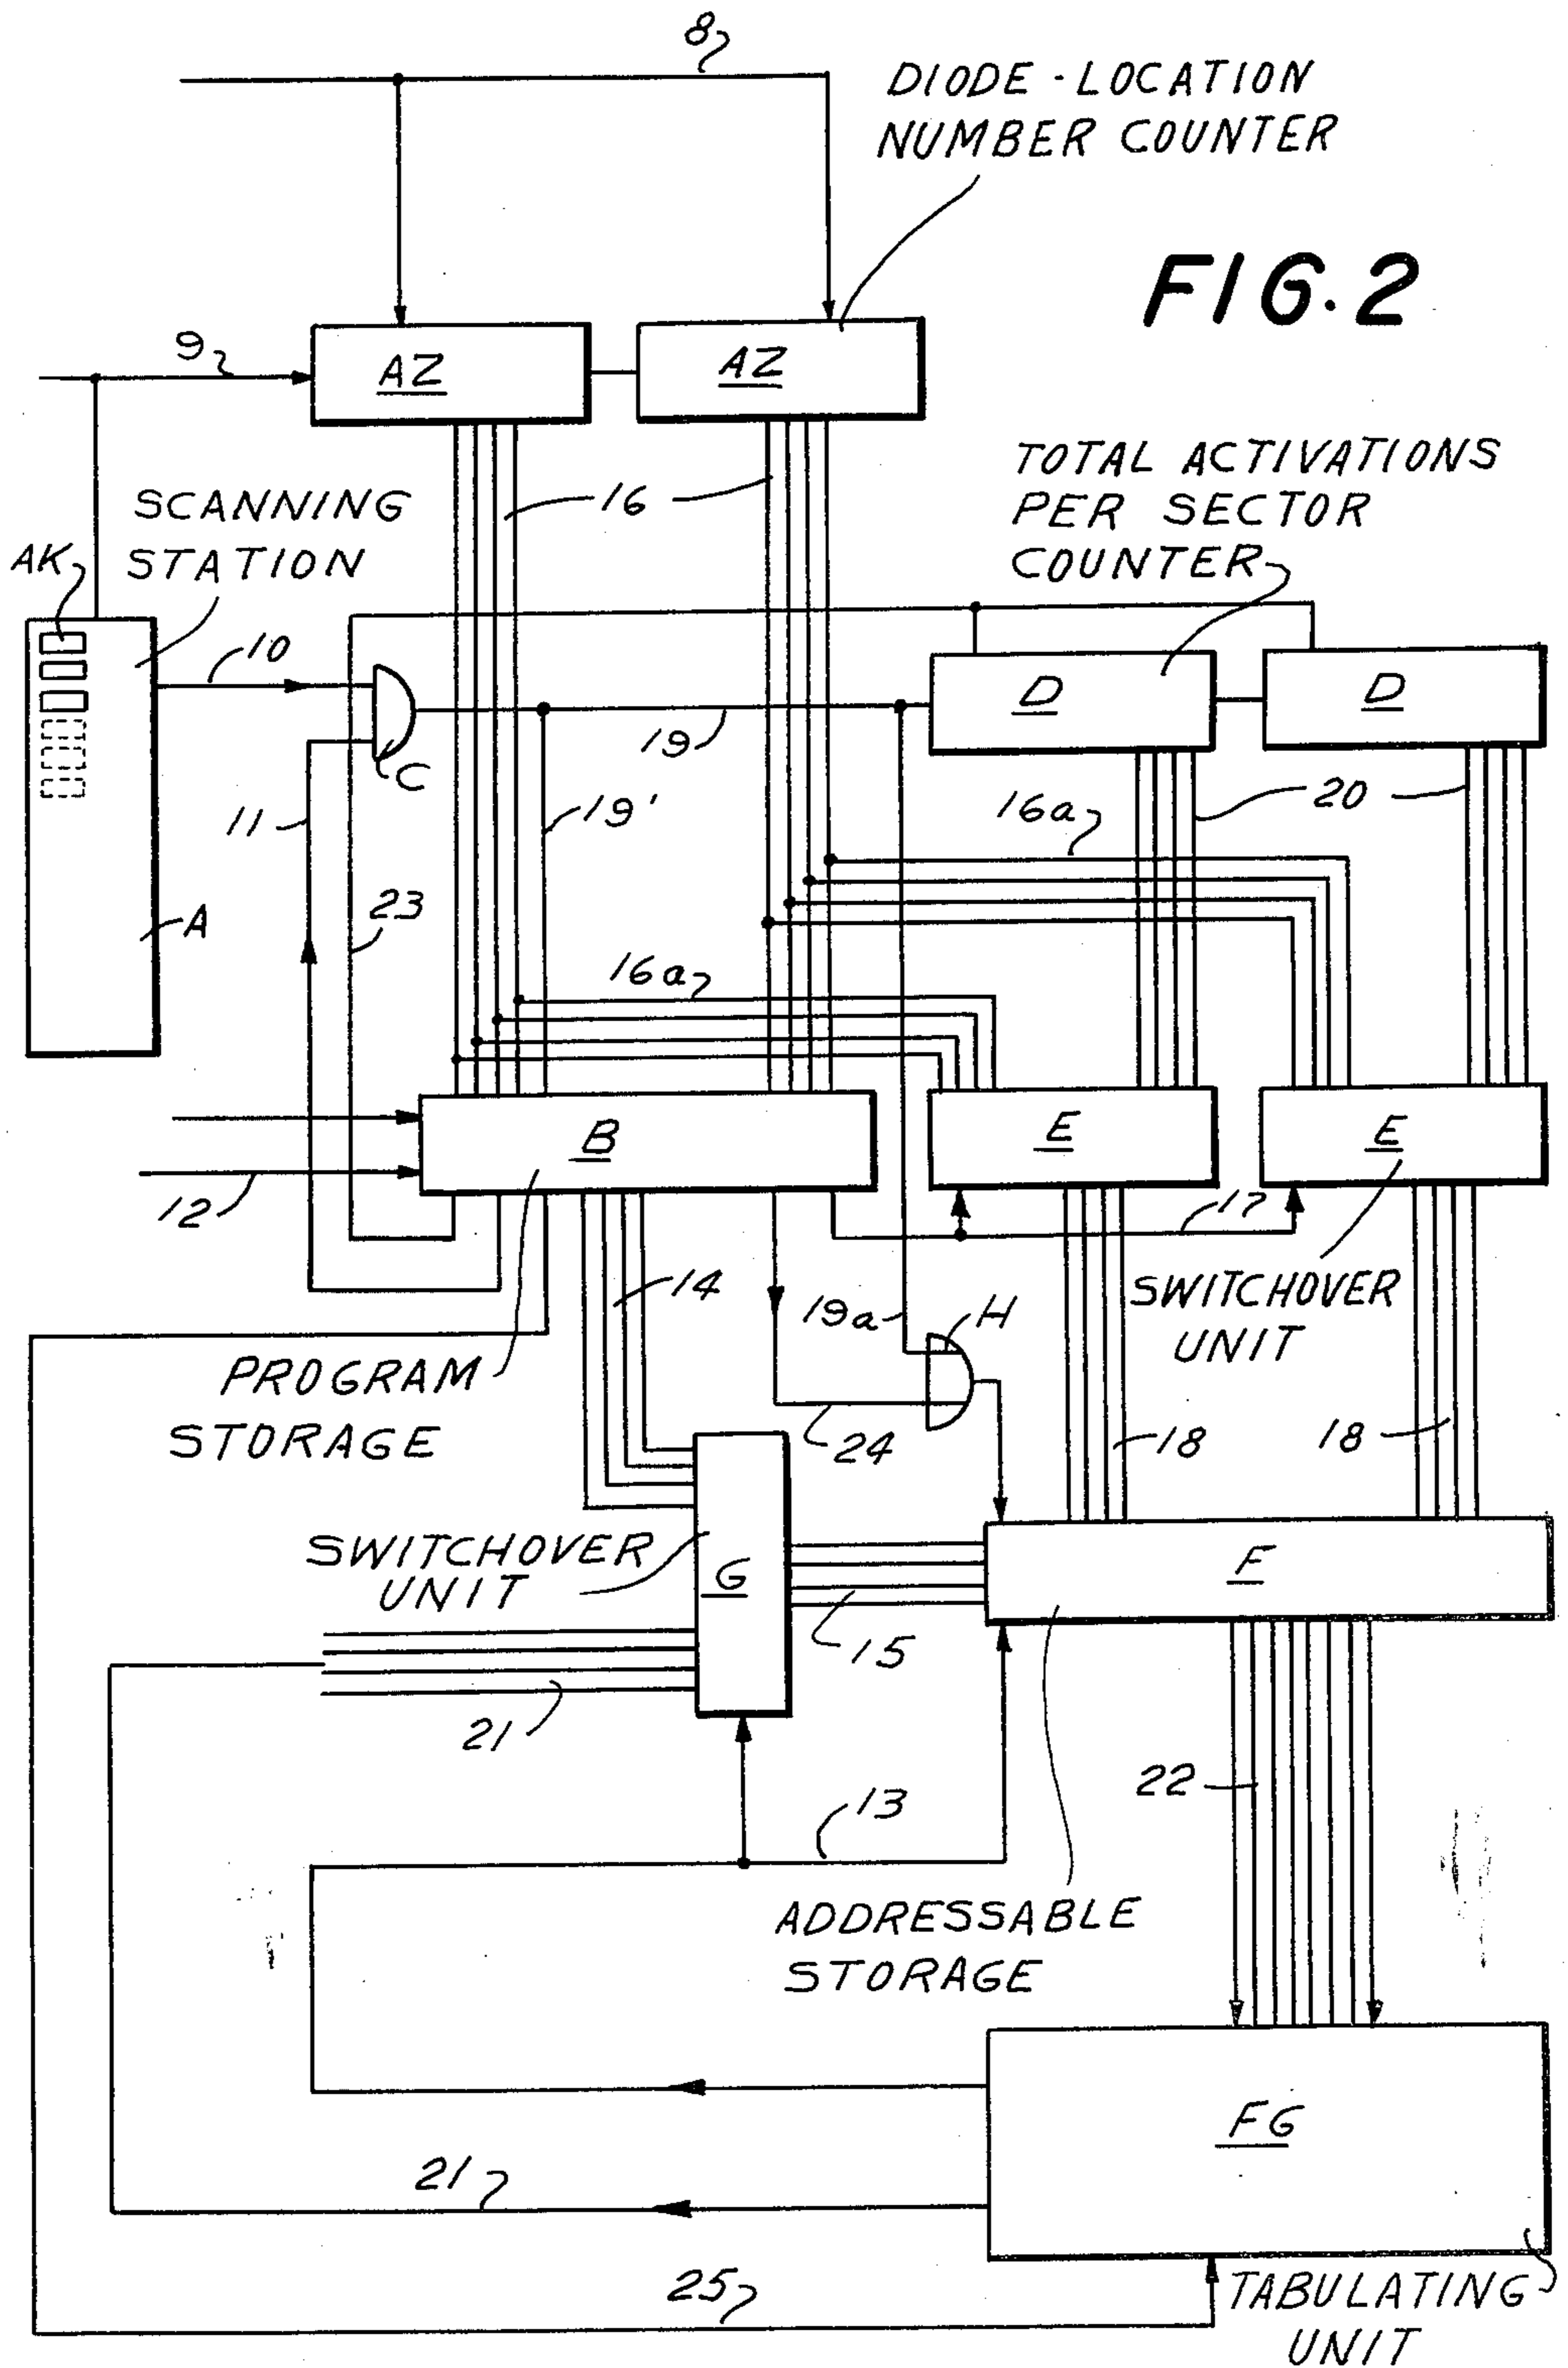 8
DIODE - LOCATION
NUMBER COUNTER
FIG. 2
9
AZ
AZ
TOTAL ACTIVATIONS
PER SECTOR
COUNTER
16
SCANNING
STATION
AK
10
D
D
19
C
20
11
19'
16a
23
A
16a
B
E
E
12
17
14
19a
H
SWITCHOVER
UNIT
PROGRAM
STORAGE
24
18
18
SWITCHOVER
UNIT
G
F
15
21
22
13
ADDRESSABLE
STORAGE
FG
21
25
TABULATING
UNIT